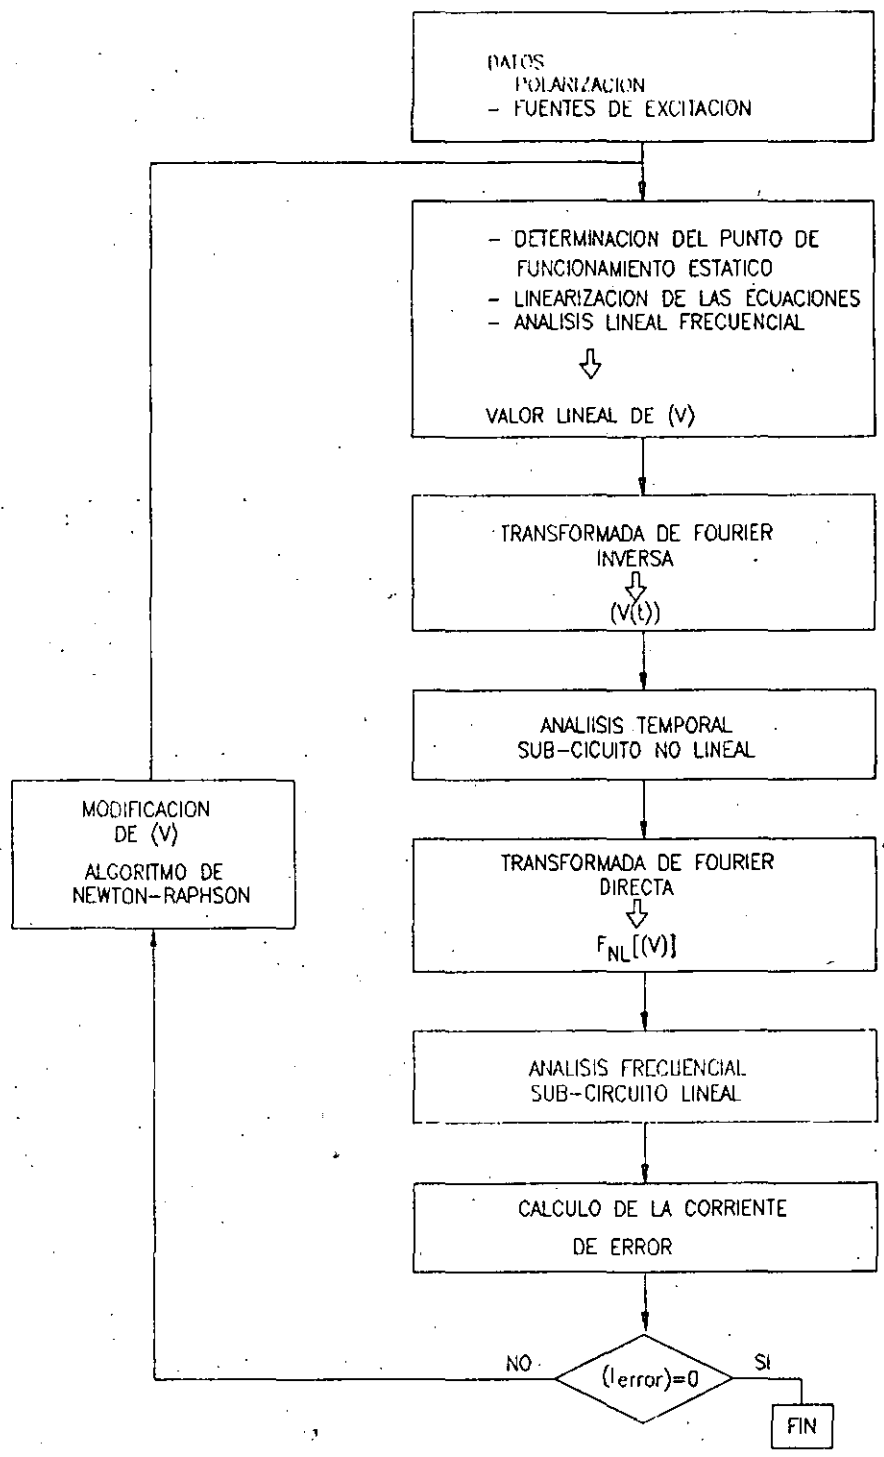 DATOS
POLARIZACION
- FUENTES DE EXCITACION
- DETERMINACION DEL PUNTO DE
FUNCIONAMIENTO ESTATICO
- LINEARIZACION DE LAS ECUACIONES
- ANALISIS LINEAL FRECUENCIAL
VALOR LINEAL DE (V)
TRANSFORMADA DE FOURIER
INVERSA
(V(t))
ANALIISIS TEMPORAL
SUB-CICUITO NO LINEAL
MODIFICACION
DE (V)
ALGORITMO DE
NEWTON-RAPHSON
TRANSFORMADA DE FOURIER
DIRECTA
FNL[(V)]
ANALISIS FRECUENCIAL
SUB-CIRCUITO LINEAL
CALCULO DE LA CORRIENTE
DE ERROR
NO
(Ierror)=0
SI
FIN